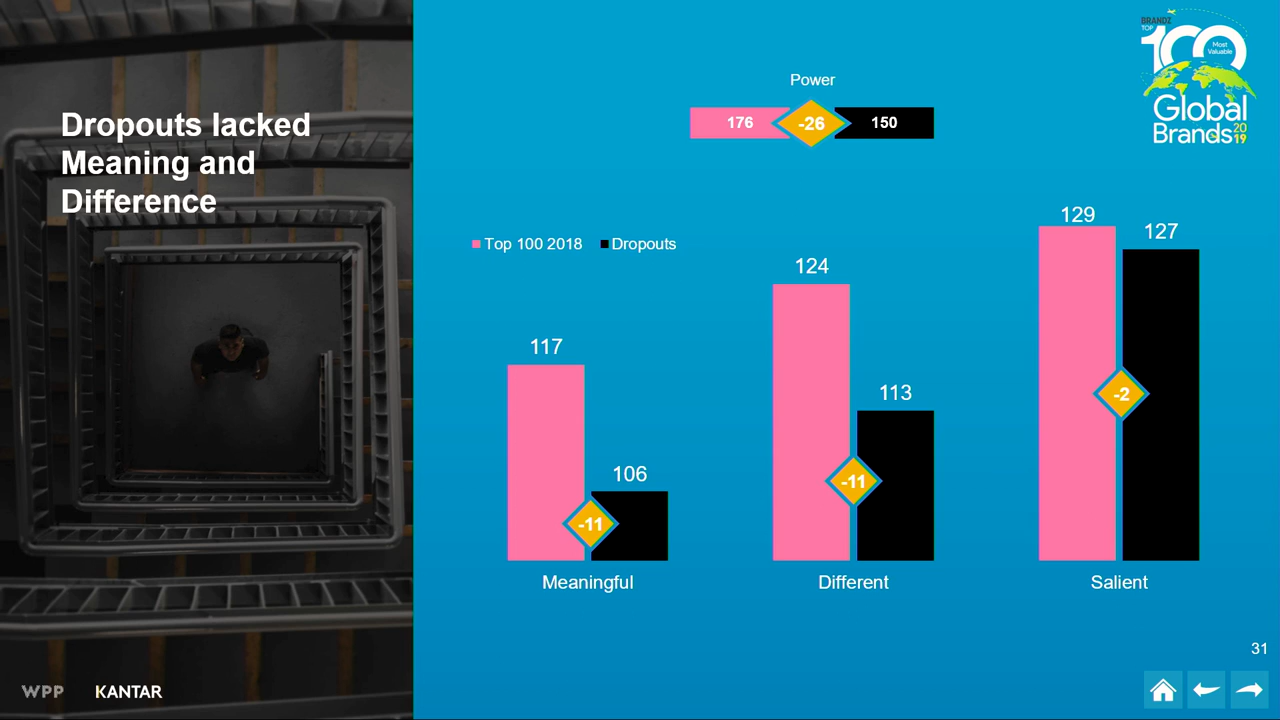 Dropouts lacked
Meaning and
Difference
BRANDZ
TOP
100
Most
Valuable
Global
Brands 2019
Power
176 -26 150
Top 100 2018 Dropouts
117 106 -11
124 113 -11
129 127 -2
Meaningful Different Salient
31
WPP KANTAR